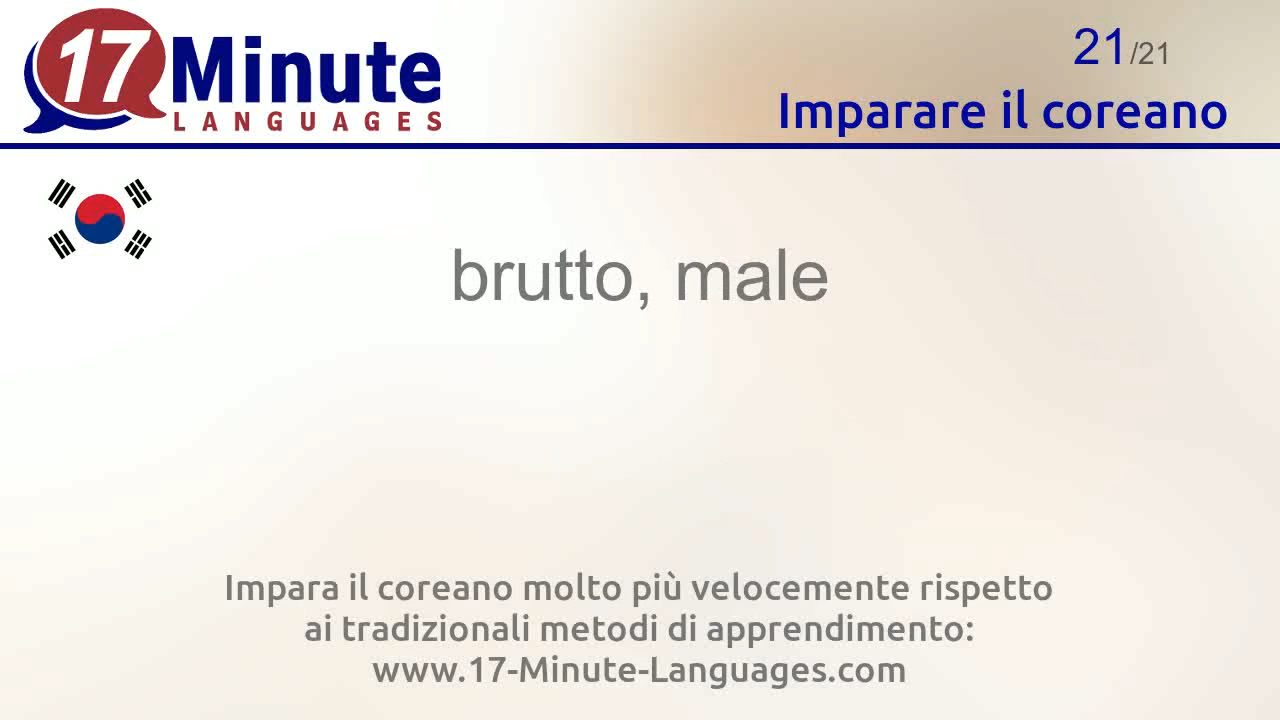 17 Minute
LANGUAGES
21/21
Imparare il coreano
brutto, male
Impara il coreano molto più velocemente rispetto
ai tradizionali metodi di apprendimento:
www.17-Minute-Languages.com